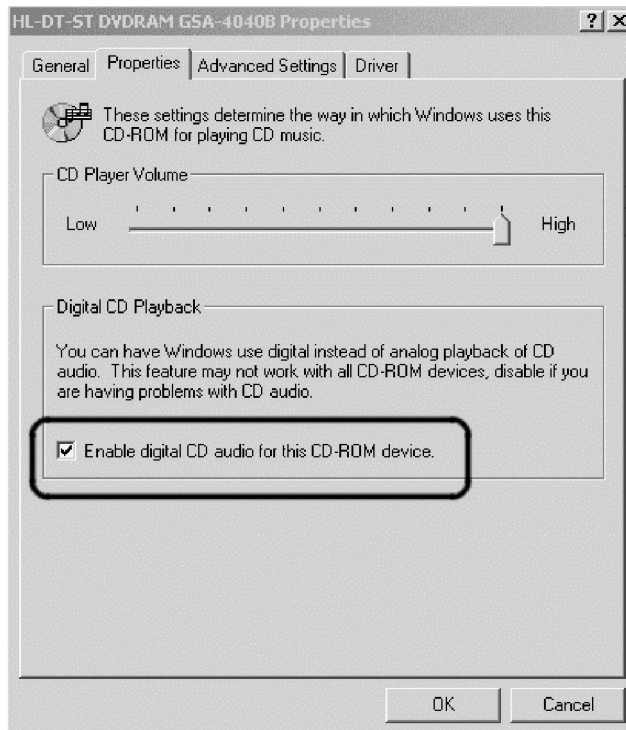 HL-DT-ST DVDRAM GSA-4040B Properties
General
Properties
Advanced Settings
Driver
These settings determine the way in which Windows uses this
CD-ROM for playing CD music.
CD Player Volume
Low
High
Digital CD Playback
You can have Windows use digital instead of analog playback of CD
audio. This feature may not work with all CD-ROM devices, disable if you
are having problems with CD audio.
Enable digital CD audio for this CD-ROM device.
OK
Cancel